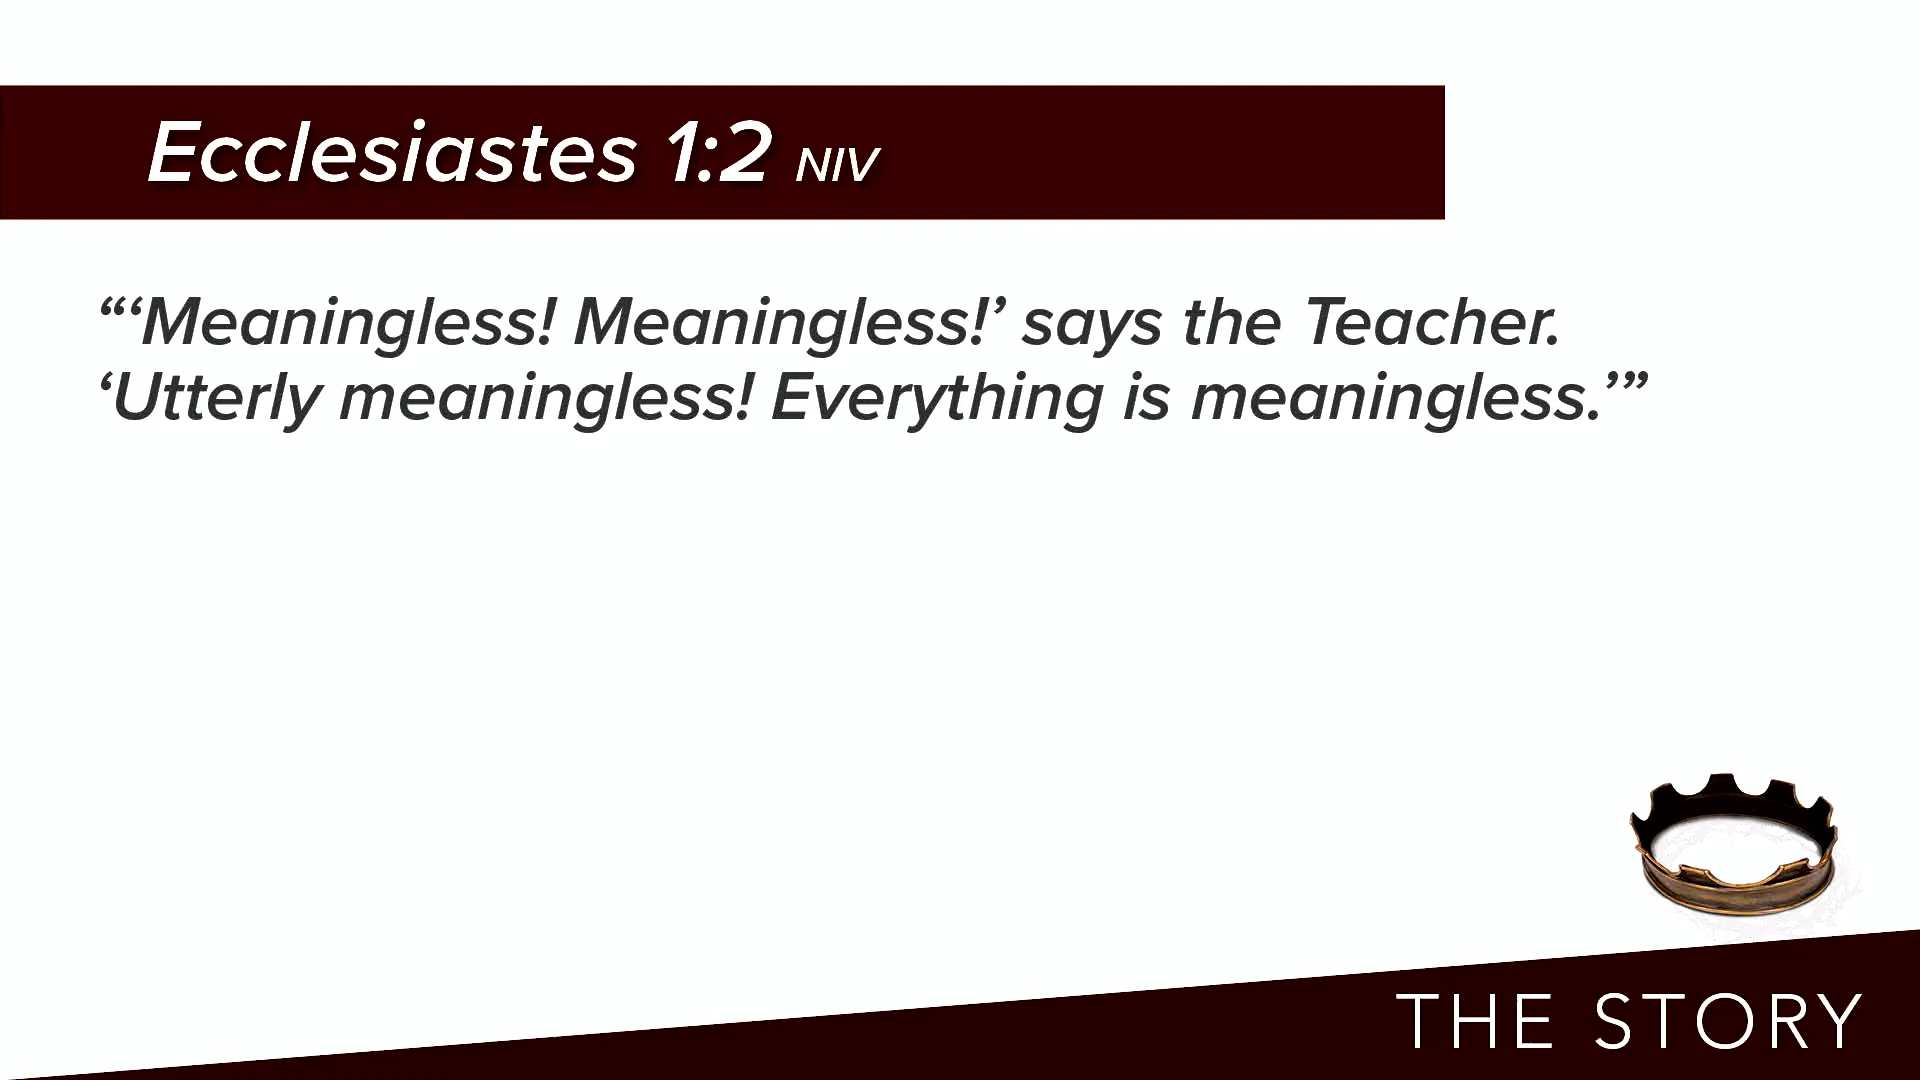 Ecclesiastes 1:2 NIV
“‘Meaningless! Meaningless!’ says the Teacher.
‘Utterly meaningless! Everything is meaningless.’”
THE STORY